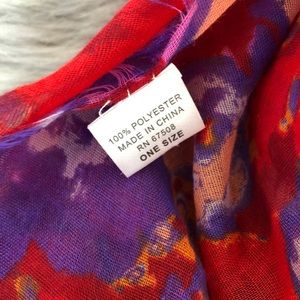 100% POLYESTER
MADE IN CHINA
RN 67508
ONE SIZE